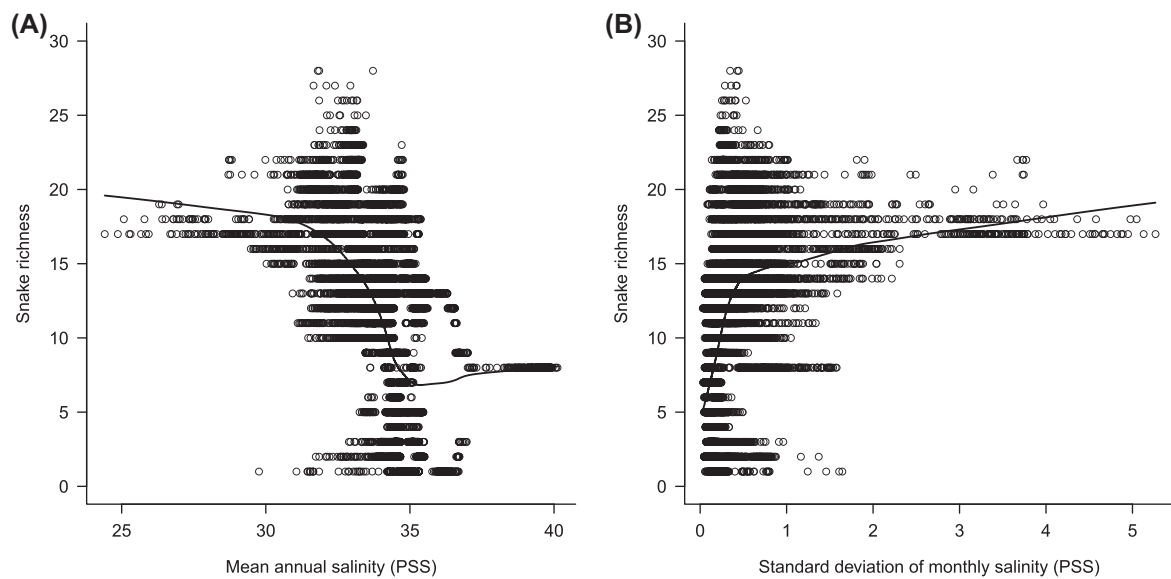 (A)
30
25
20
15
10
5
0
Snake richness
25 30 35 40
Mean annual salinity (PSS)
(B)
30
25
20
15
10
5
0
Snake richness
0 1 2 3 4 5
Standard deviation of monthly salinity (PSS)